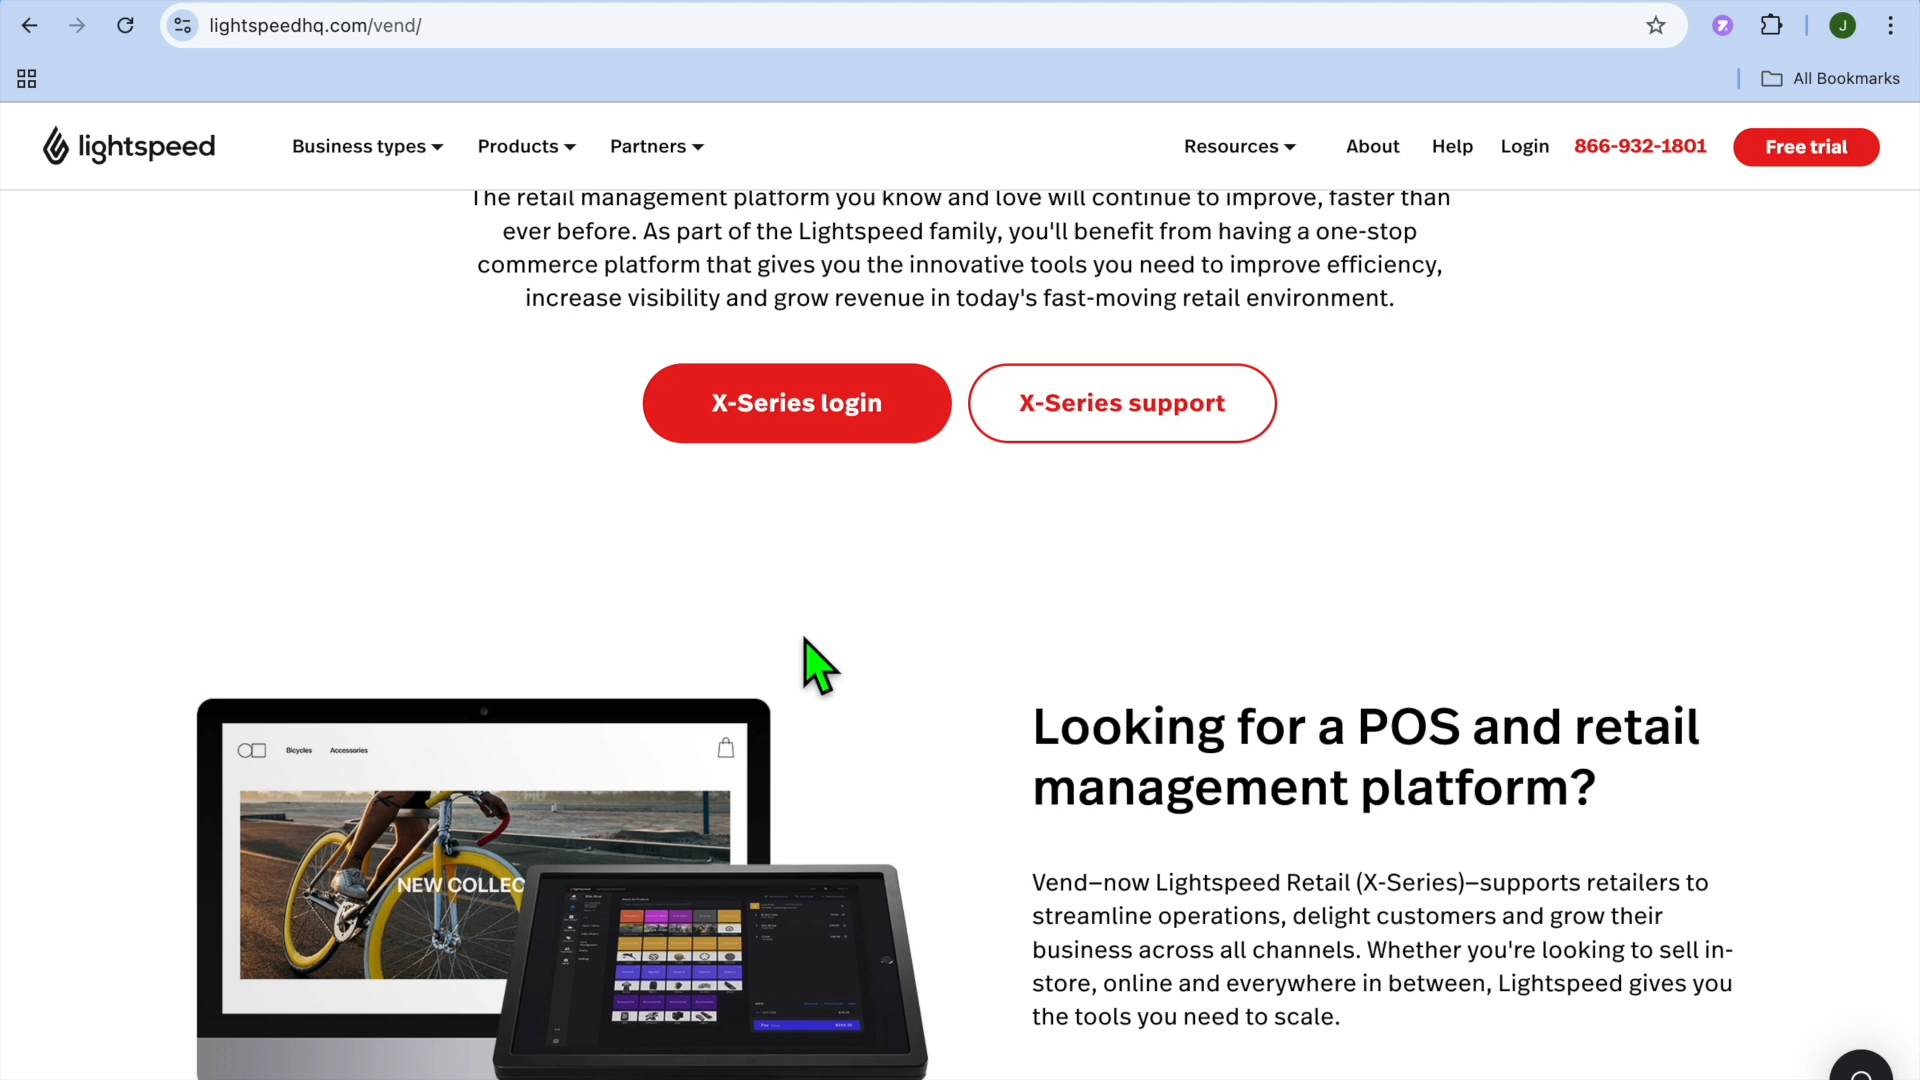 lightspeedhq.com/vend/
J
All Bookmarks
lightspeed
Business types
Products
Partners
Resources
About
Help
Login
866-932-1801
Free trial
The retail management platform you know and love will continue to improve, faster than
ever before. As part of the Lightspeed family, you'll benefit from having a one-stop
commerce platform that gives you the innovative tools you need to improve efficiency,
increase visibility and grow revenue in today's fast-moving retail environment.
X-Series login
X-Series support
Bicycles
Accessories
NEW COLLEC
Looking for a POS and retail
management platform?
Vend—now Lightspeed Retail (X-Series)—supports retailers to
streamline operations, delight customers and grow their
business across all channels. Whether you're looking to sell in-
store, online and everywhere in between, Lightspeed gives you
the tools you need to scale.